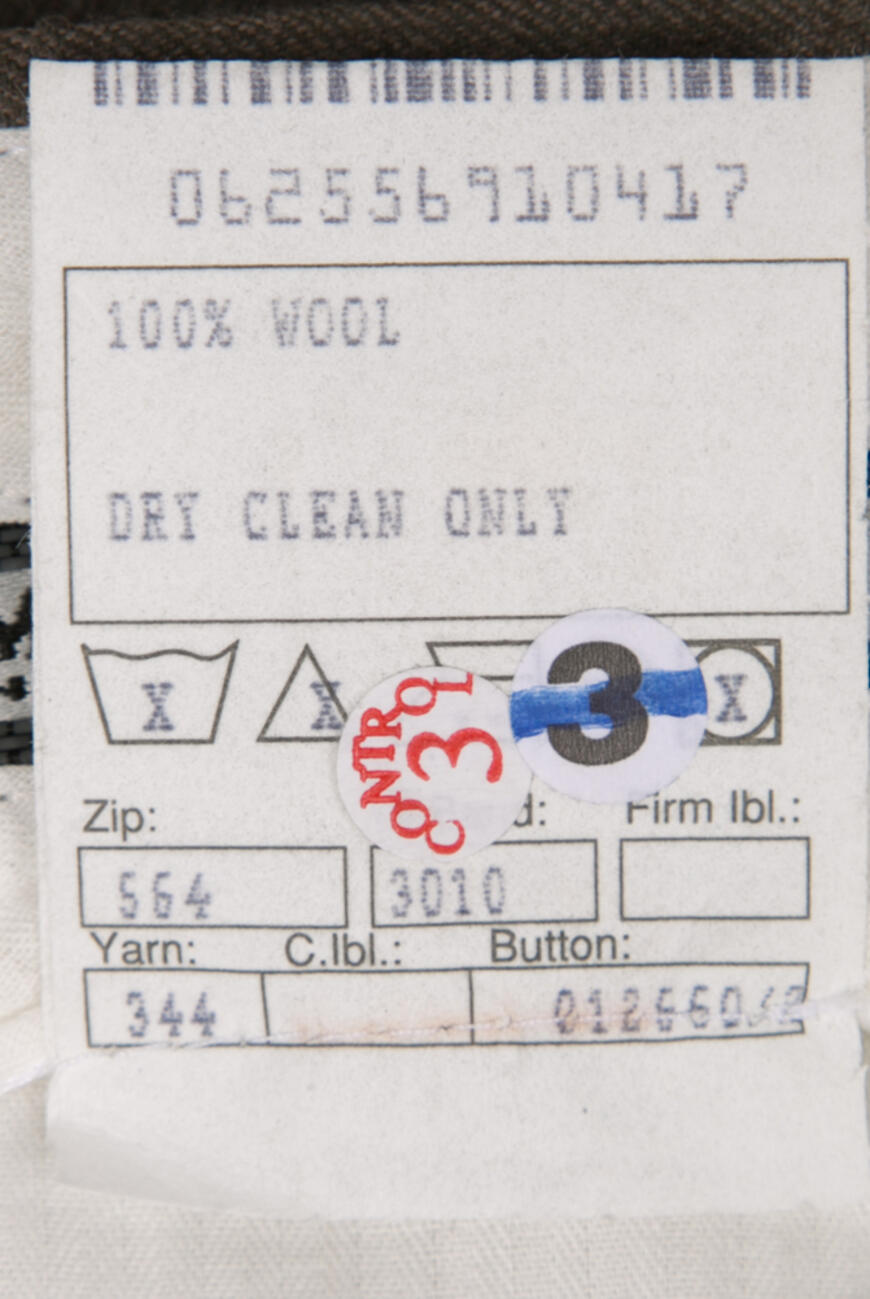 062556910417
100% WOOL
DRY CLEAN ONLY
X X X
CONTROL 3
3
Zip: Firm lbl.:
564 3010
Yarn: C.lbl.: Button:
344